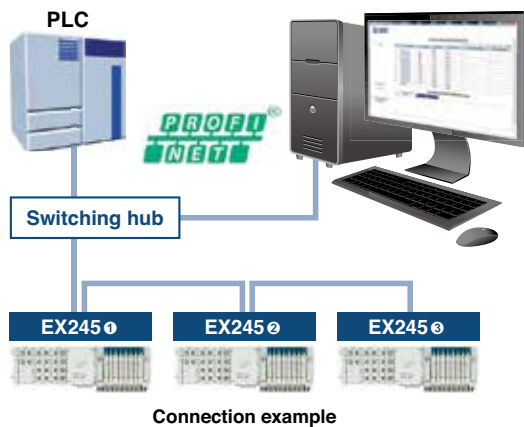 PLC
PROFI
NET
®
Switching hub
EX245❶
EX245❷
EX245❸
Connection example